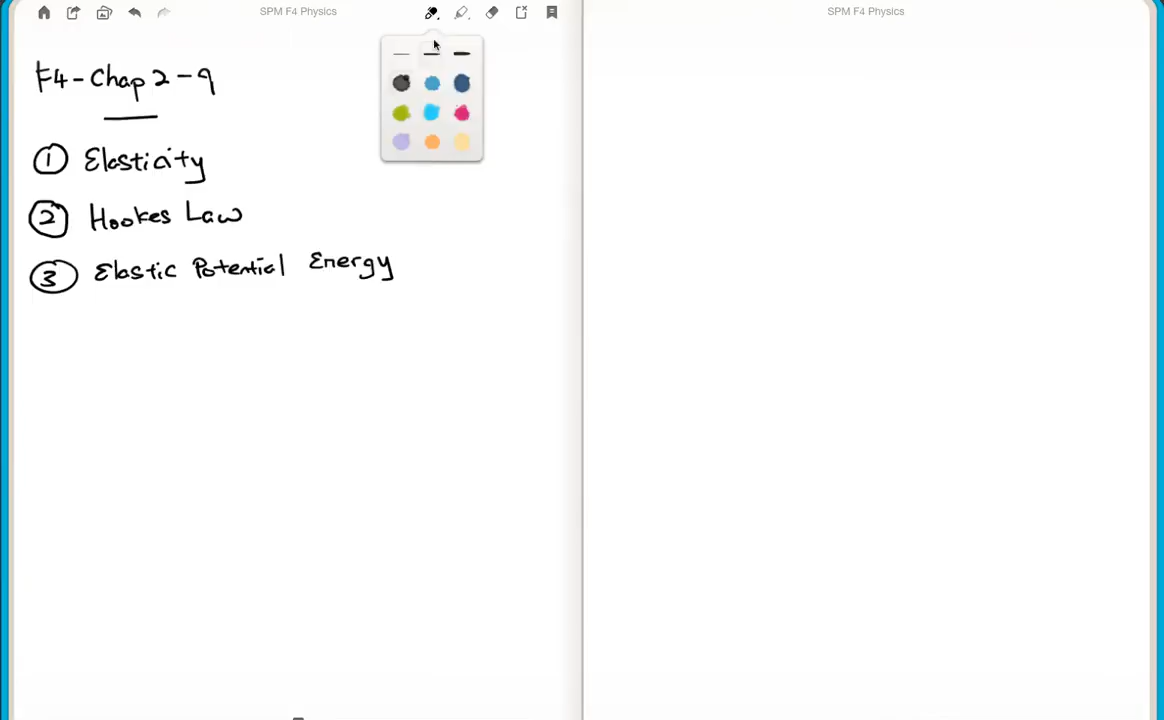 SPM F4 Physics
SPM F4 Physics
F4 - Chap 2 - 9
① Elasticity
② Hookes Law
③ Elastic Potential Energy